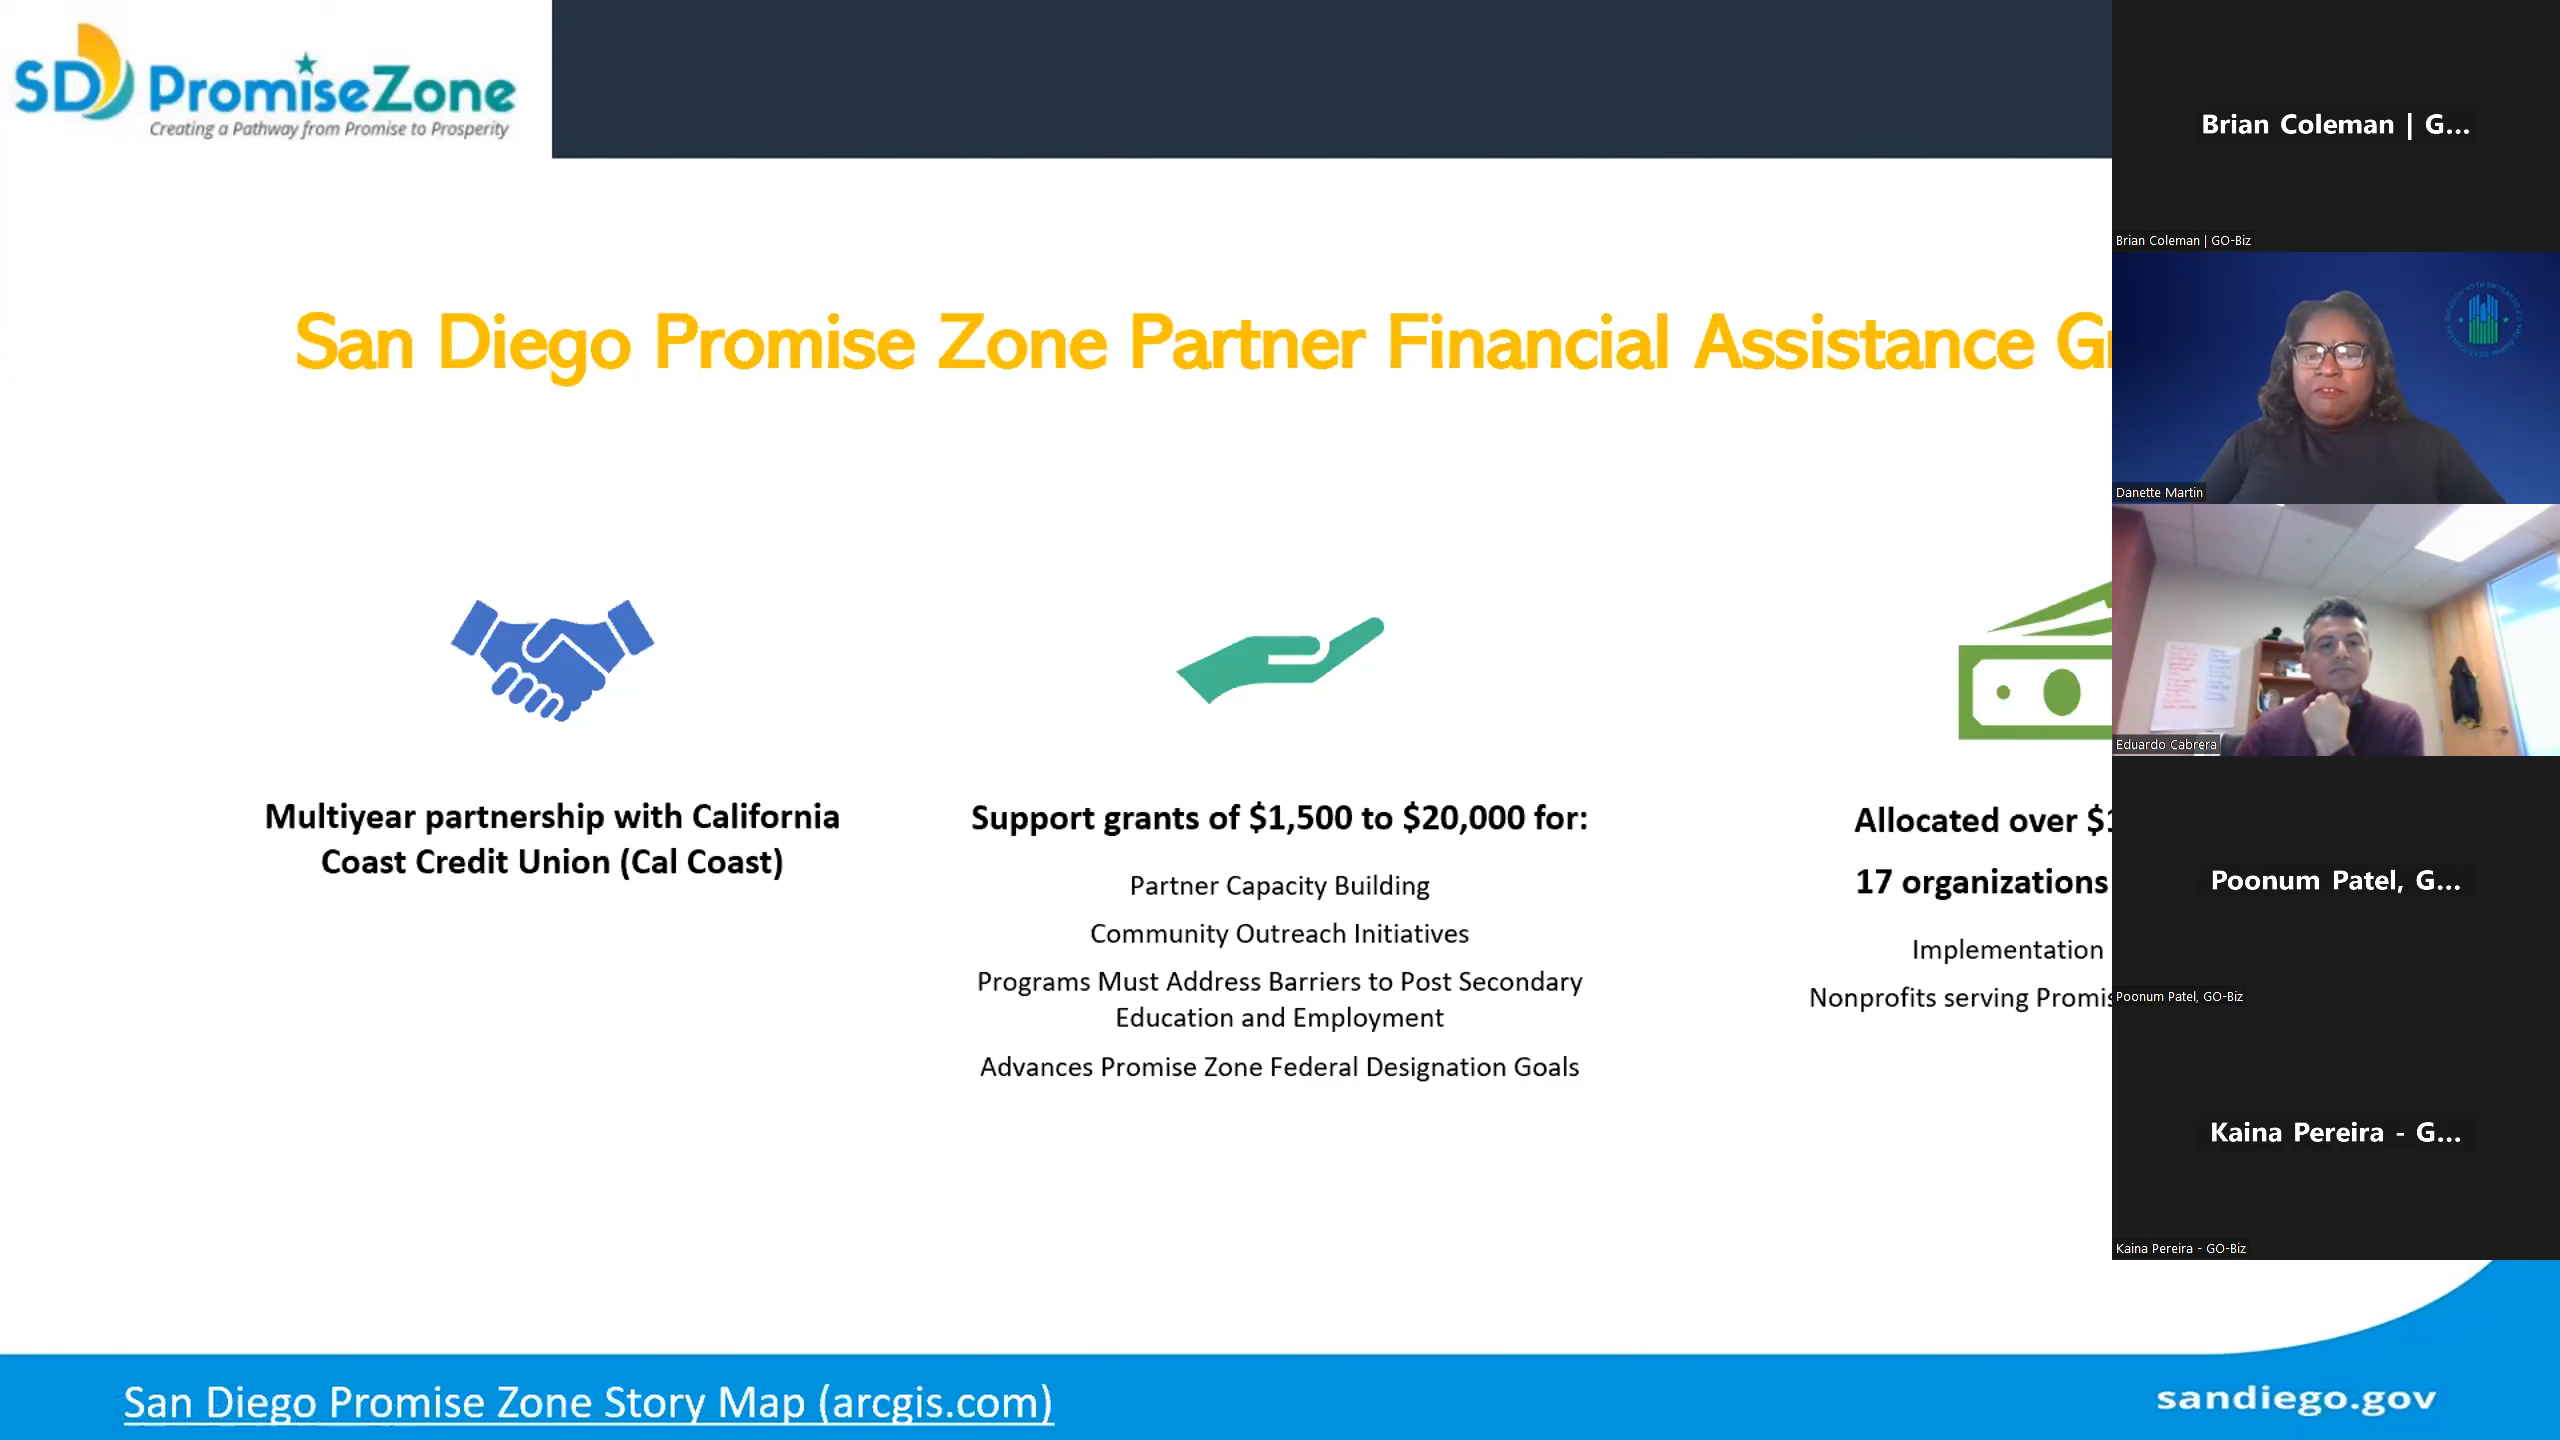 SD PromiseZone
Creating a Pathway from Promise to Prosperity
San Diego Promise Zone Partner Financial Assistance
Multiyear partnership with California
Coast Credit Union (Cal Coast)
Support grants of $1,500 to $20,000 for:
Partner Capacity Building
Community Outreach Initiatives
Programs Must Address Barriers to Post Secondary
Education and Employment
Advances Promise Zone Federal Designation Goals
Allocated over
17 organizations
Implementation
Nonprofits serving
San Diego Promise Zone Story Map (arcgis.com)
sandiego.gov
Brian Coleman | G...
Brian Coleman | GO-Biz
Danette Martin
Eduardo Cabrera
Poonum Patel, G...
Poonum Patel, GO-Biz
Kaina Pereira - G...
Kaina Pereira - GO-Biz